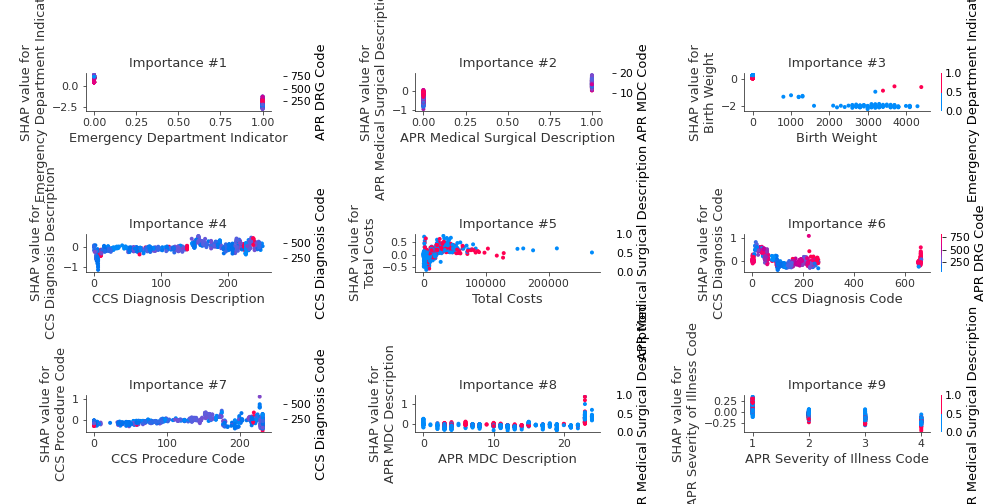 Importance #1
SHAP value for
Emergency Department Indicat
0.0
−2.5
0.00 0.25 0.50 0.75 1.00
Emergency Department Indicator
750
500
250
APR DRG Code
Importance #2
SHAP value for
APR Medical Surgical Descriptio
0
−1
0.00 0.25 0.50 0.75 1.00
APR Medical Surgical Description
20
10
APR MDC Code
Importance #3
SHAP value for
Birth Weight
0
−2
0 1000 2000 3000 4000
Birth Weight
1.0
0.5
0.0
Emergency Department Indicat
Importance #4
SHAP value for
CCS Diagnosis Description
0
−1
0 100 200
CCS Diagnosis Description
500
250
CCS Diagnosis Code
Importance #5
SHAP value for
Total Costs
0.5
0.0
−0.5
0 100000 200000
Total Costs
1.0
0.5
0.0
APR Medical Surgical Description
Importance #6
SHAP value for
CCS Diagnosis Code
1
0
0 200 400 600
CCS Diagnosis Code
750
500
250
APR DRG Code
Importance #7
SHAP value for
CCS Procedure Code
1
0
0 100 200
CCS Procedure Code
500
250
CCS Diagnosis Code
Importance #8
SHAP value for
APR MDC Description
1
0
0 10 20
APR MDC Description
1.0
0.5
0.0
R Medical Surgical Description
Importance #9
SHAP value for
APR Severity of Illness Code
0.25
0.00
−0.25
1 2 3 4
APR Severity of Illness Code
1.0
0.5
0.0
R Medical Surgical Description